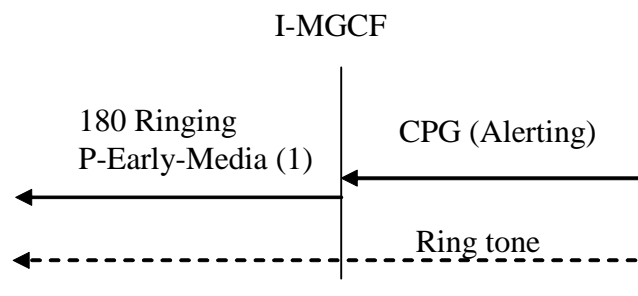 I-MGCF
180 Ringing
P-Early-Media (1)
CPG (Alerting)
Ring tone